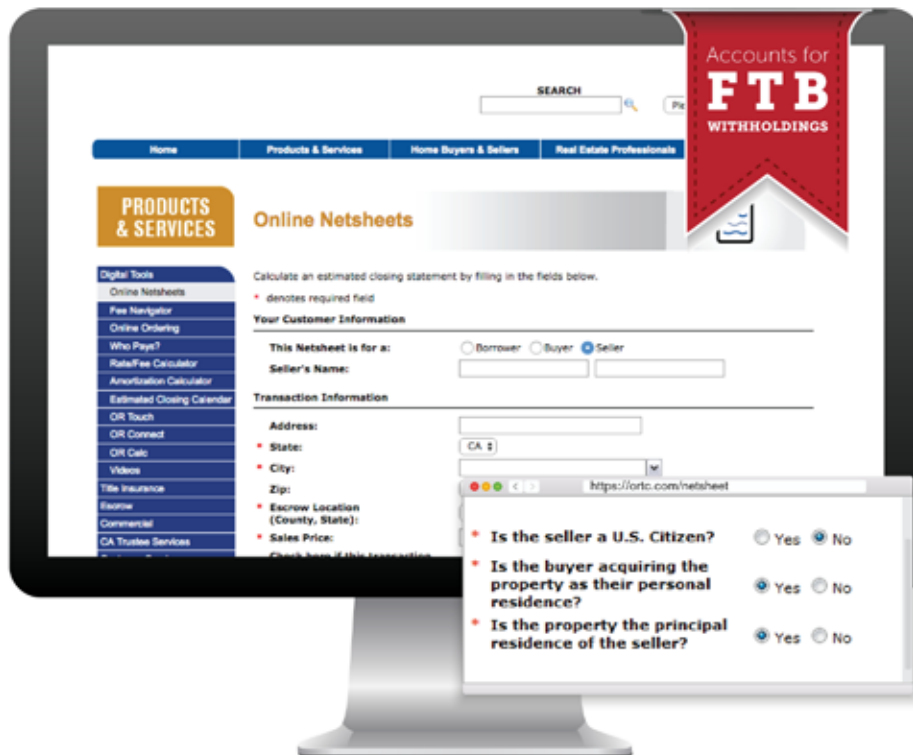 Accounts for
FTB
WITHHOLDINGS
SEARCH
Home
Products & Services
Home Buyers & Sellers
Real Estate Professionals
PRODUCTS
& SERVICES
Online Netsheets
Digital Tools
Online Netsheets
Fee Navigator
Online Ordering
Who Pays?
Rate/Fee Calculator
Amortization Calculator
Estimated Closing Calendar
OR Touch
OR Connect
OR Calc
Videos
Title Insurance
Escrow
Commercial
CA Trustee Services
Calculate an estimated closing statement by filling in the fields below.
* denotes required field
Your Customer Information
This Netsheet is for a: Borrower Buyer Seller
Seller's Name:
Transaction Information
Address:
* State: CA
* City:
Zip:
* Escrow Location
(County, State):
* Sales Price:
Check here if this transaction
https://ortc.com/netsheet
* Is the seller a U.S. Citizen? Yes No
* Is the buyer acquiring the
property as their personal
residence? Yes No
* Is the property the principal
residence of the seller? Yes No